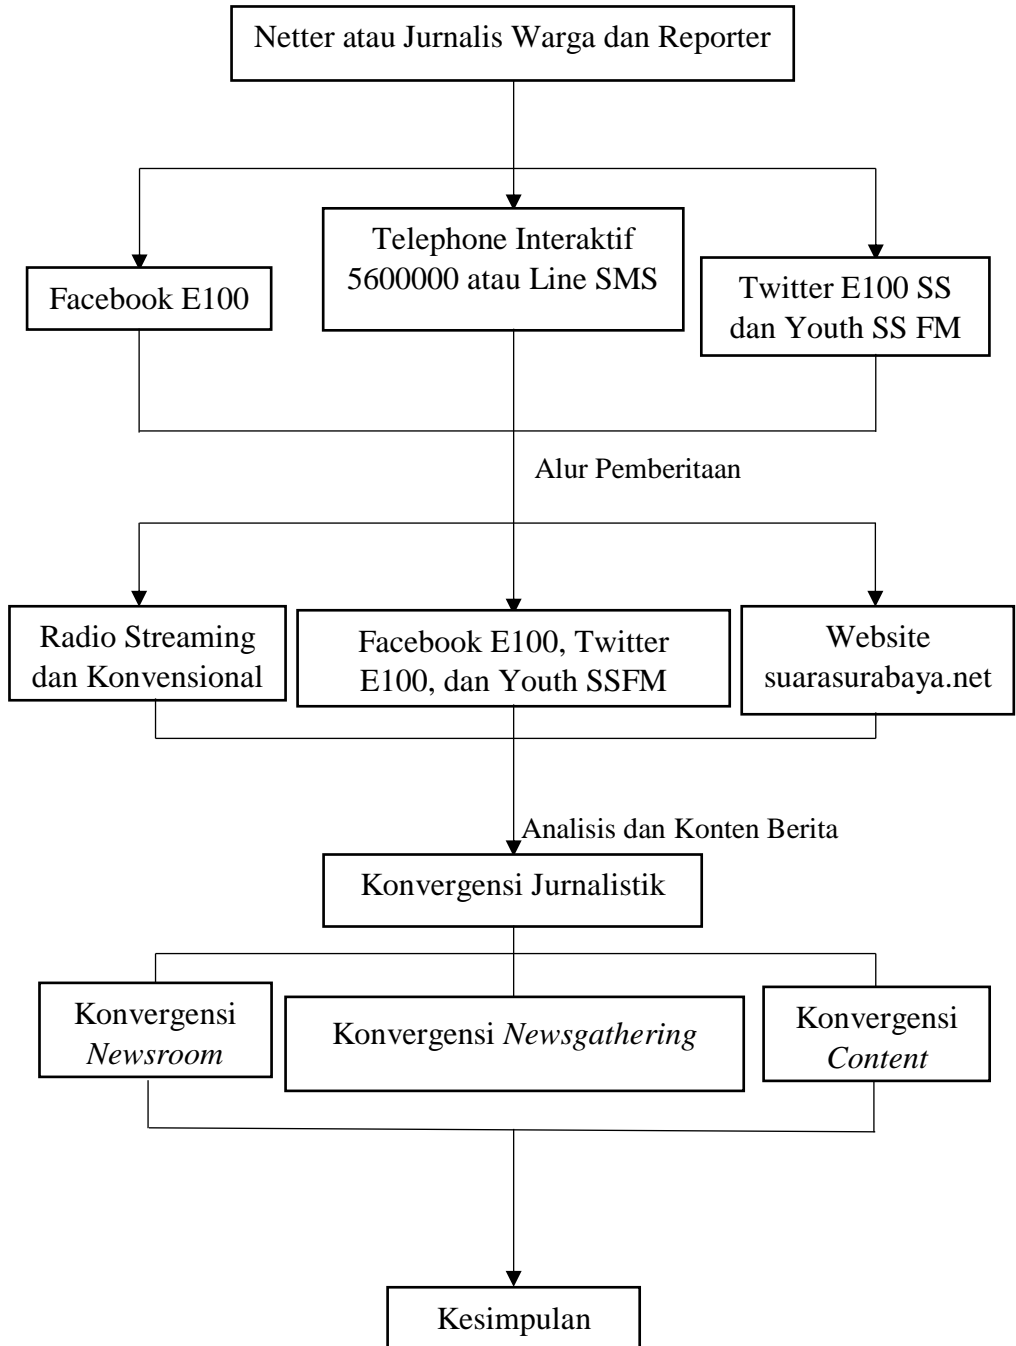 Netter atau Jurnalis Warga dan Reporter
Facebook E100
Telephone Interaktif
5600000 atau Line SMS
Twitter E100 SS
dan Youth SS FM
Alur Pemberitaan
Radio Streaming
dan Konvensional
Facebook E100, Twitter
E100, dan Youth SSFM
Website
suarasurabaya.net
Analisis dan Konten Berita
Konvergensi Jurnalistik
Konvergensi
Newsroom
Konvergensi Newsgathering
Konvergensi
Content
Kesimpulan